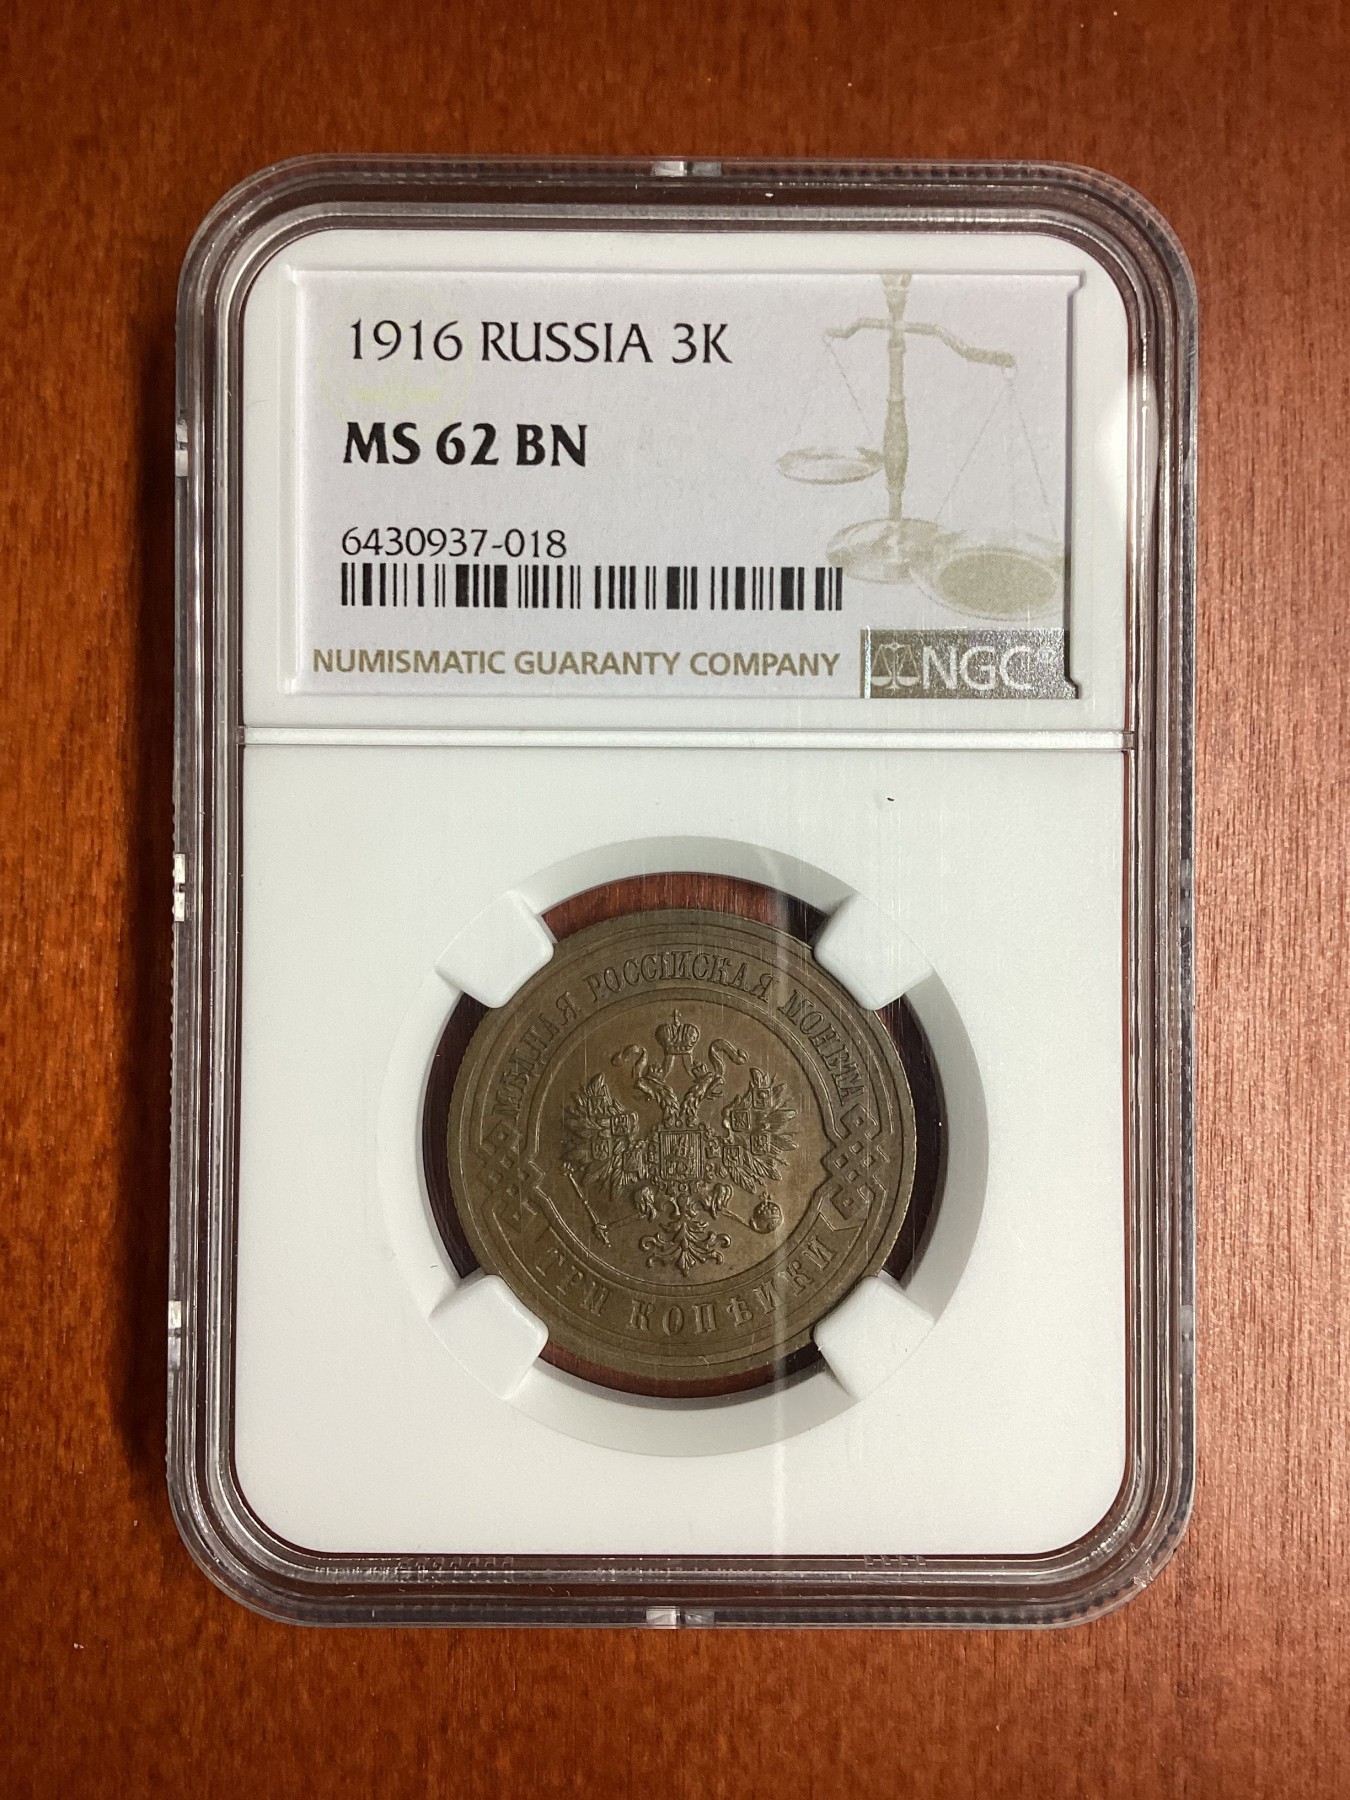 1916 RUSSIA 3K
MS 62 BN
6430937-018
NUMISMATIC GUARANTY COMPANY
NGC®
МѢДНАЯ РОССІЙСКАЯ МОНЕТА
ТРИ КОПѢЙКИ